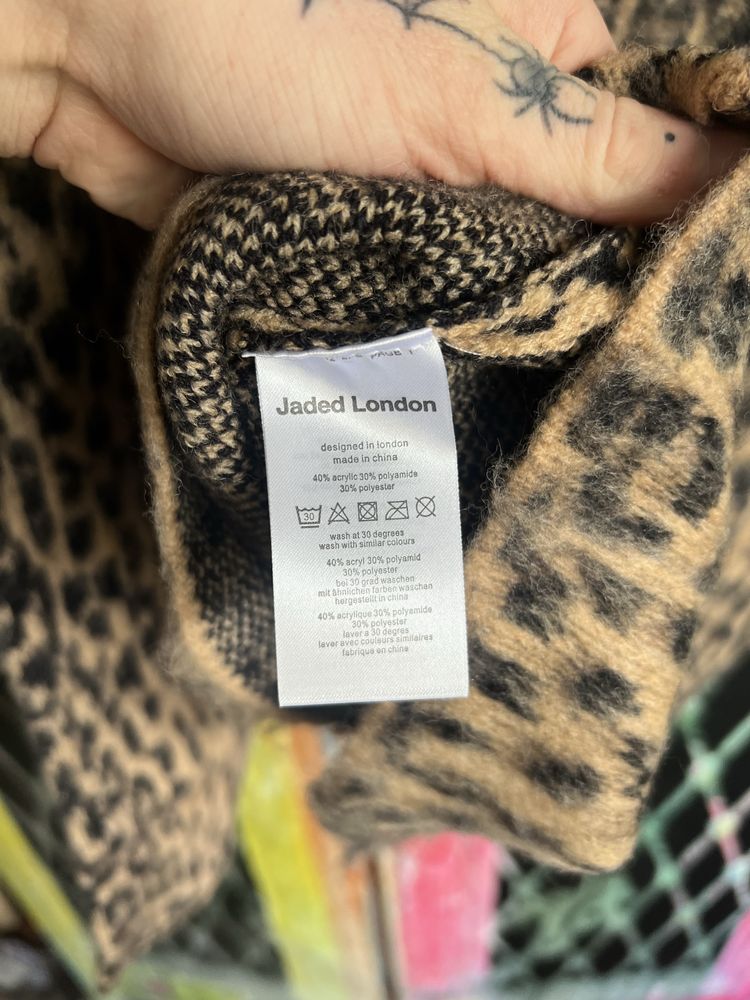 Jaded London
designed in london
made in china
40% acrylic 30% polyamide
30% polyester
30
wash at 30 degrees
wash with similar colours
40% acryl 30% polyamid
30% polyester
bei 30 grad waschen
mit ähnlichen farben waschen
hergestellt in china
40% acrylique 30% polyamide
30% polyester
laver a 30 degres
laver avec couleurs similaires
fabrique en chine